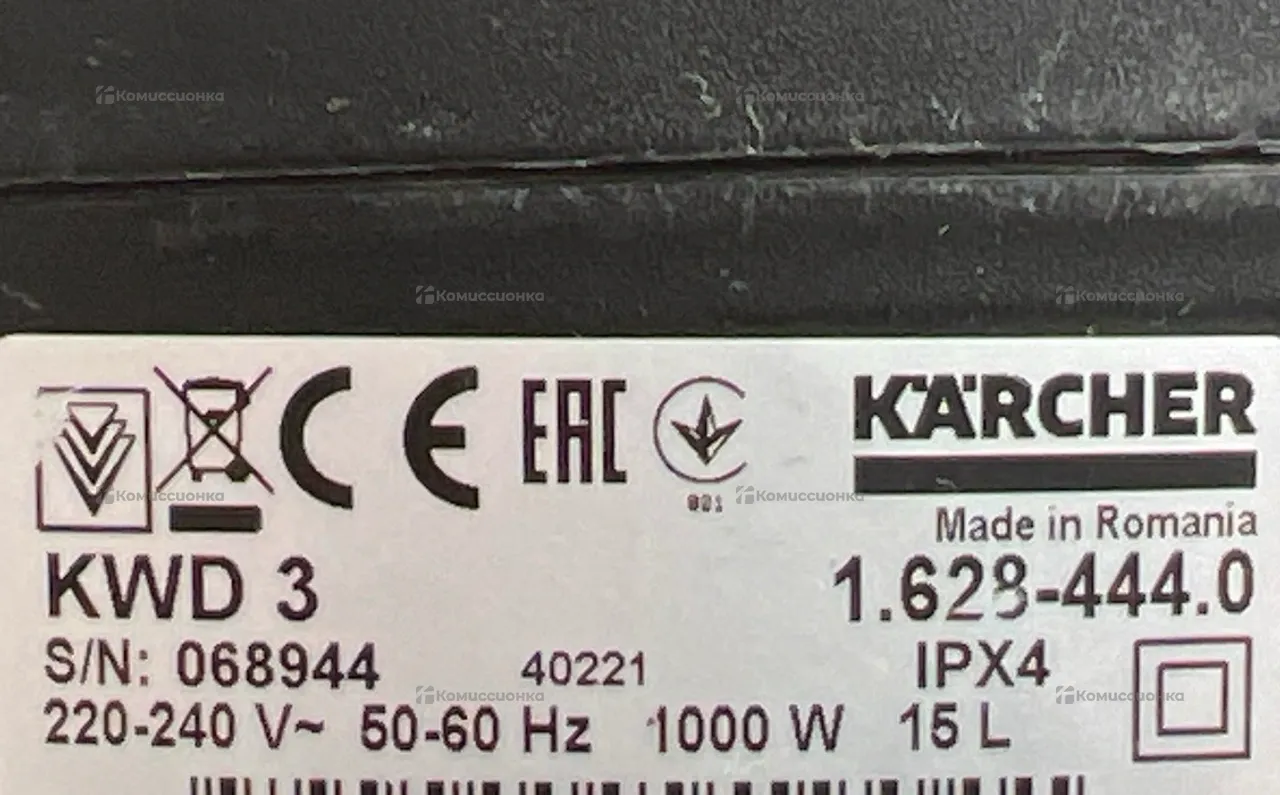 Комиссионка Комиссионка
Комиссионка Комиссионка
CE EAC KÄRCHER
001
Комиссионка Комиссионка
Made in Romania
KWD 3 1.628-444.0
S/N: 068944 40221 IPX4
Комиссионка Комиссионка
220-240 V~ 50-60 Hz 1000 W 15 L